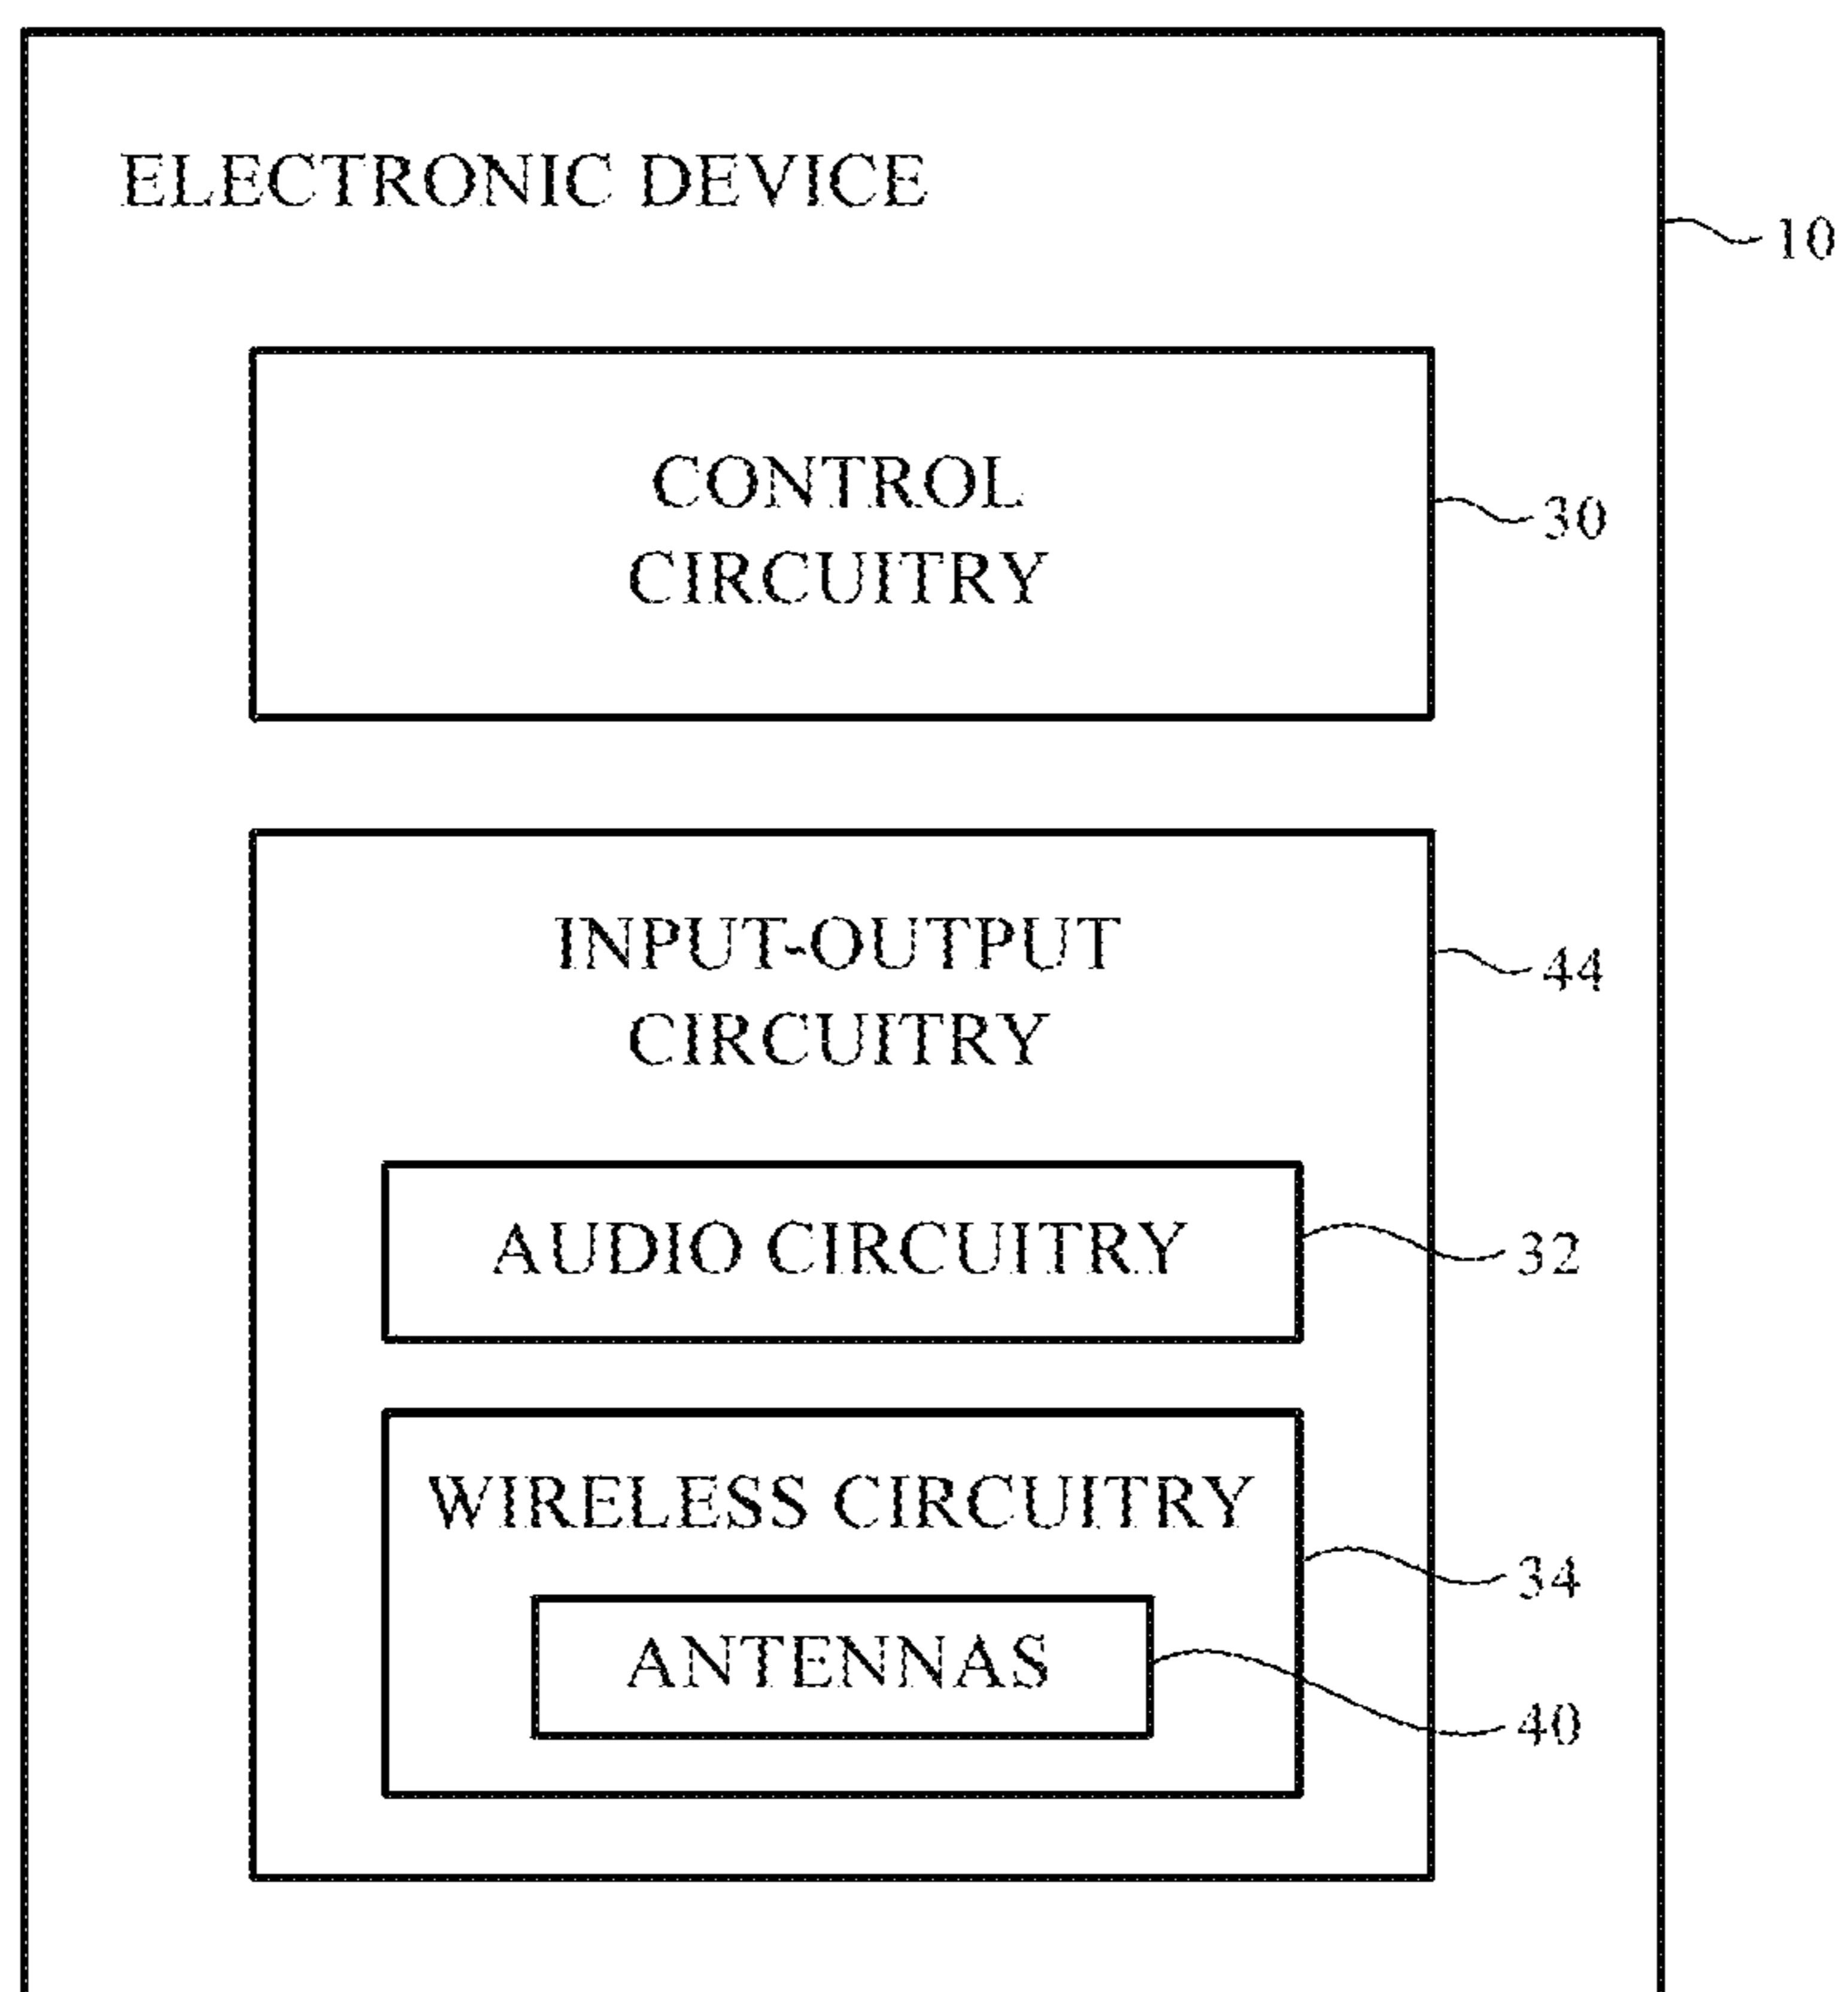 ELECTRONIC DEVICE
10
CONTROL
CIRCUITRY
30
INPUT-OUTPUT
CIRCUITRY
44
AUDIO CIRCUITRY
32
WIRELESS CIRCUITRY
34
ANTENNAS
40